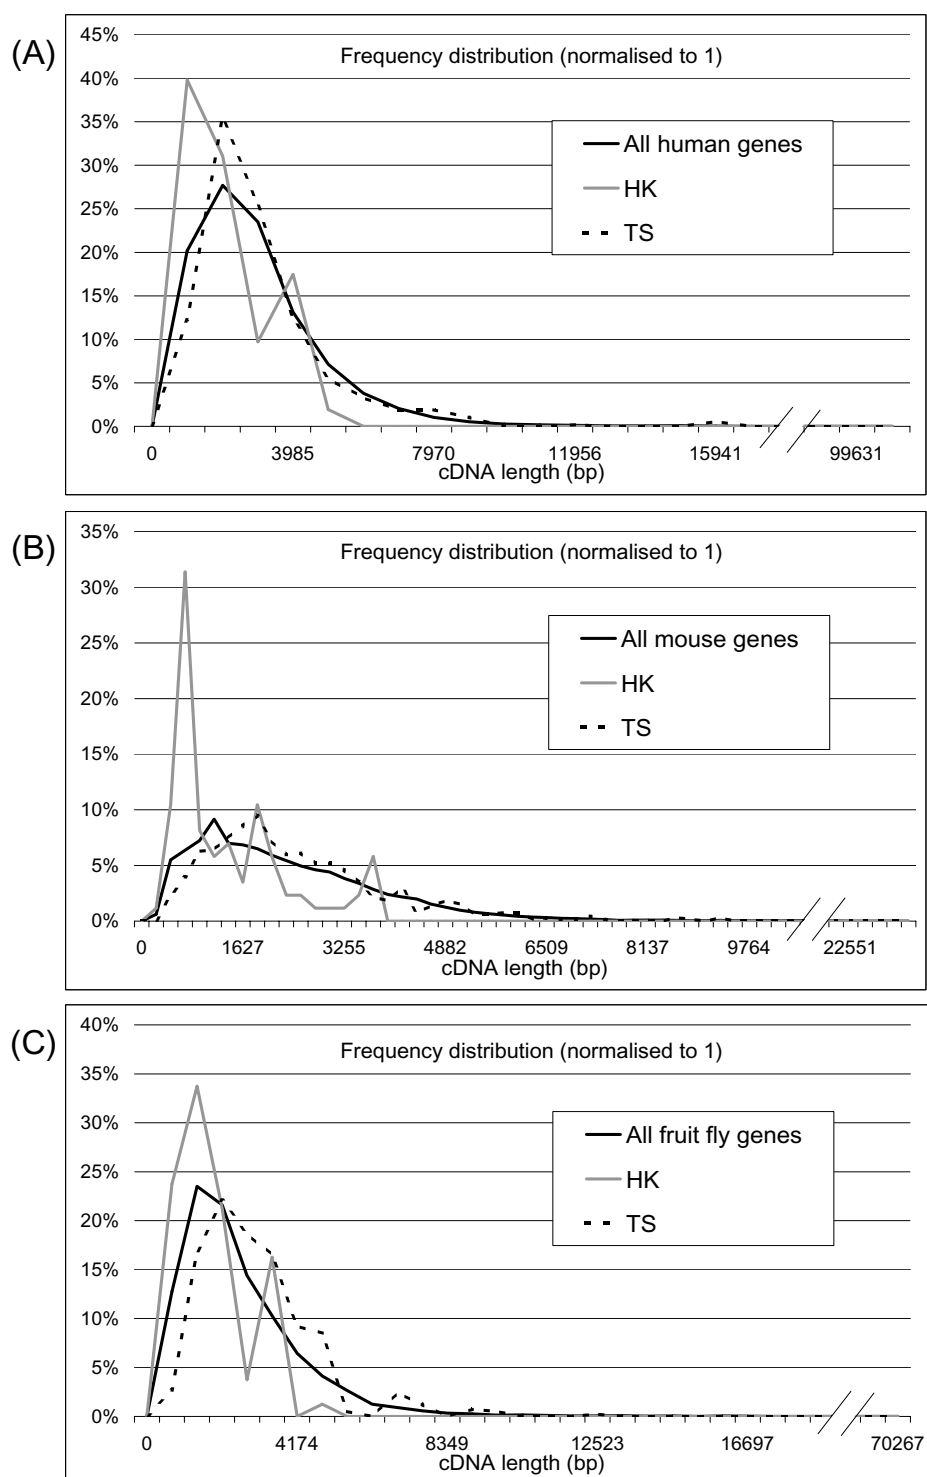 (A)
Frequency distribution (normalised to 1)
45%
40%
35%
30%
25%
20%
15%
10%
5%
0%
All human genes
HK
TS
0 3985 7970 11956 15941 99631
cDNA length (bp)
(B)
Frequency distribution (normalised to 1)
35%
30%
25%
20%
15%
10%
5%
0%
All mouse genes
HK
TS
0 1627 3255 4882 6509 8137 9764 22551
cDNA length (bp)
(C)
Frequency distribution (normalised to 1)
40%
35%
30%
25%
20%
15%
10%
5%
0%
All fruit fly genes
HK
TS
0 4174 8349 12523 16697 70267
cDNA length (bp)